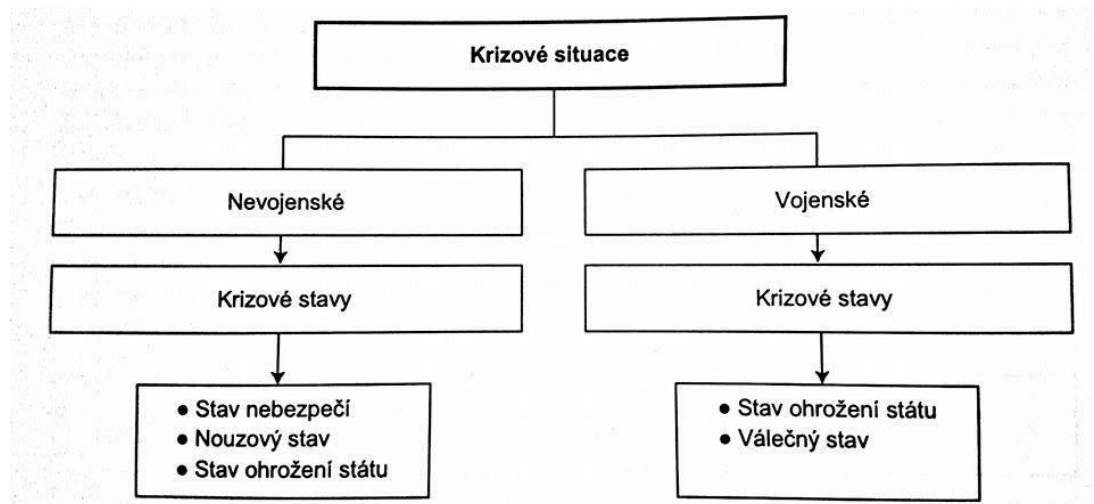 Krizové situace
Nevojenské
Vojenské
Krizové stavy
Krizové stavy
● Stav nebezpečí
● Nouzový stav
● Stav ohrožení státu
● Stav ohrožení státu
● Válečný stav